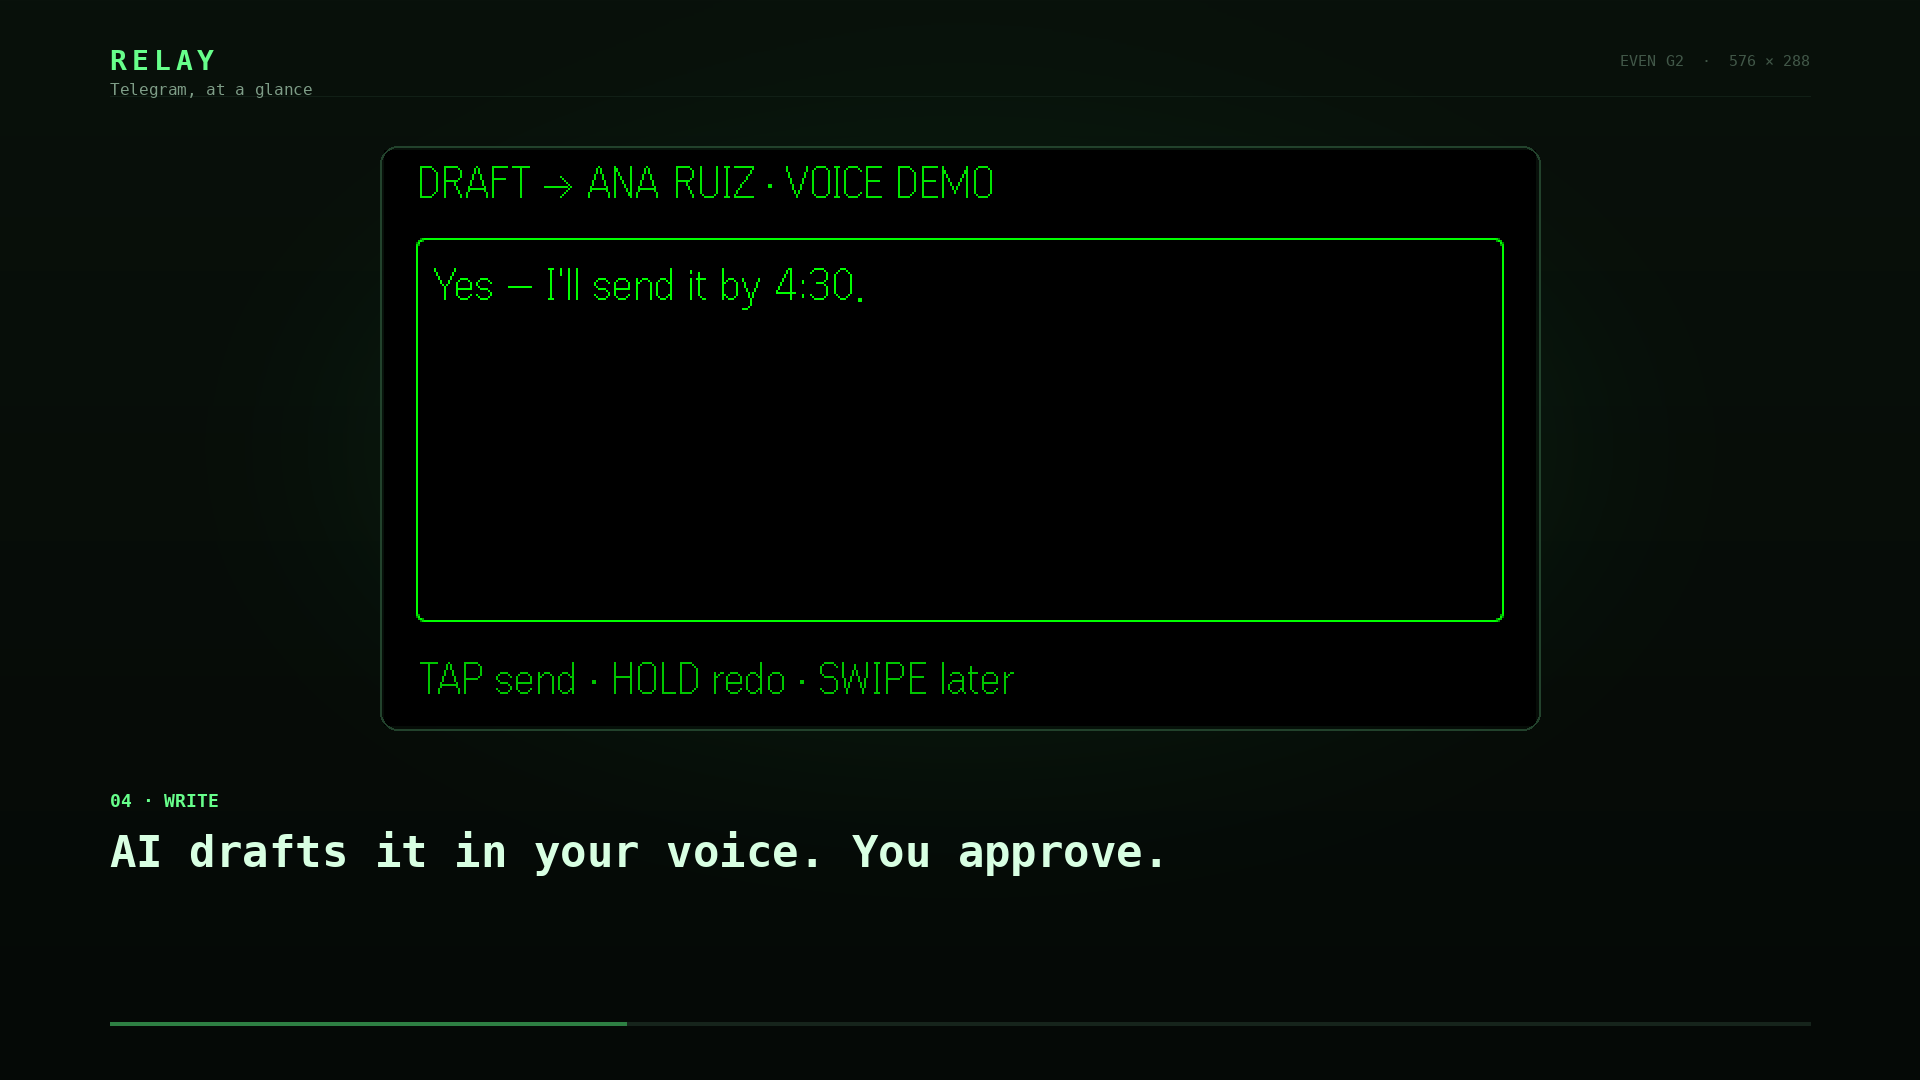 RELAY
EVEN G2 · 576 × 288
Telegram, at a glance
DRAFT → ANA RUIZ · VOICE DEMO
Yes — I'll send it by 4:30.
TAP send · HOLD redo · SWIPE later
04 · WRITE
AI drafts it in your voice. You approve.